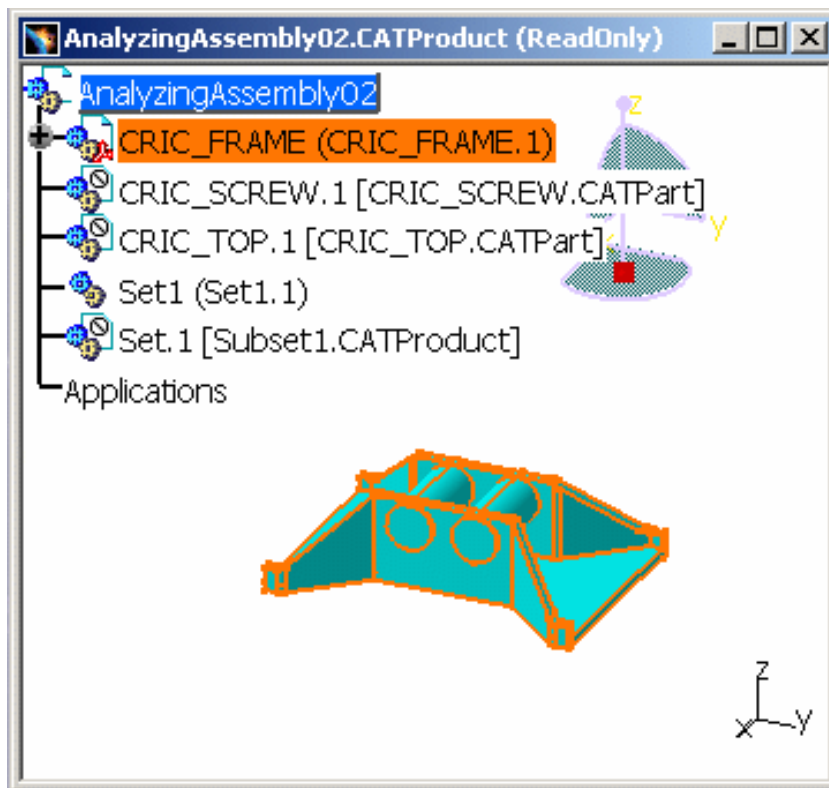 AnalyzingAssembly02.CATProduct (ReadOnly)
AnalyzingAssembly02
CRIC_FRAME (CRIC_FRAME.1)
CRIC_SCREW.1 [CRIC_SCREW.CATPart]
CRIC_TOP.1 [CRIC_TOP.CATPart]
Set1 (Set1.1)
Set.1 [Subset1.CATProduct]
Applications
z
y
z
x
y